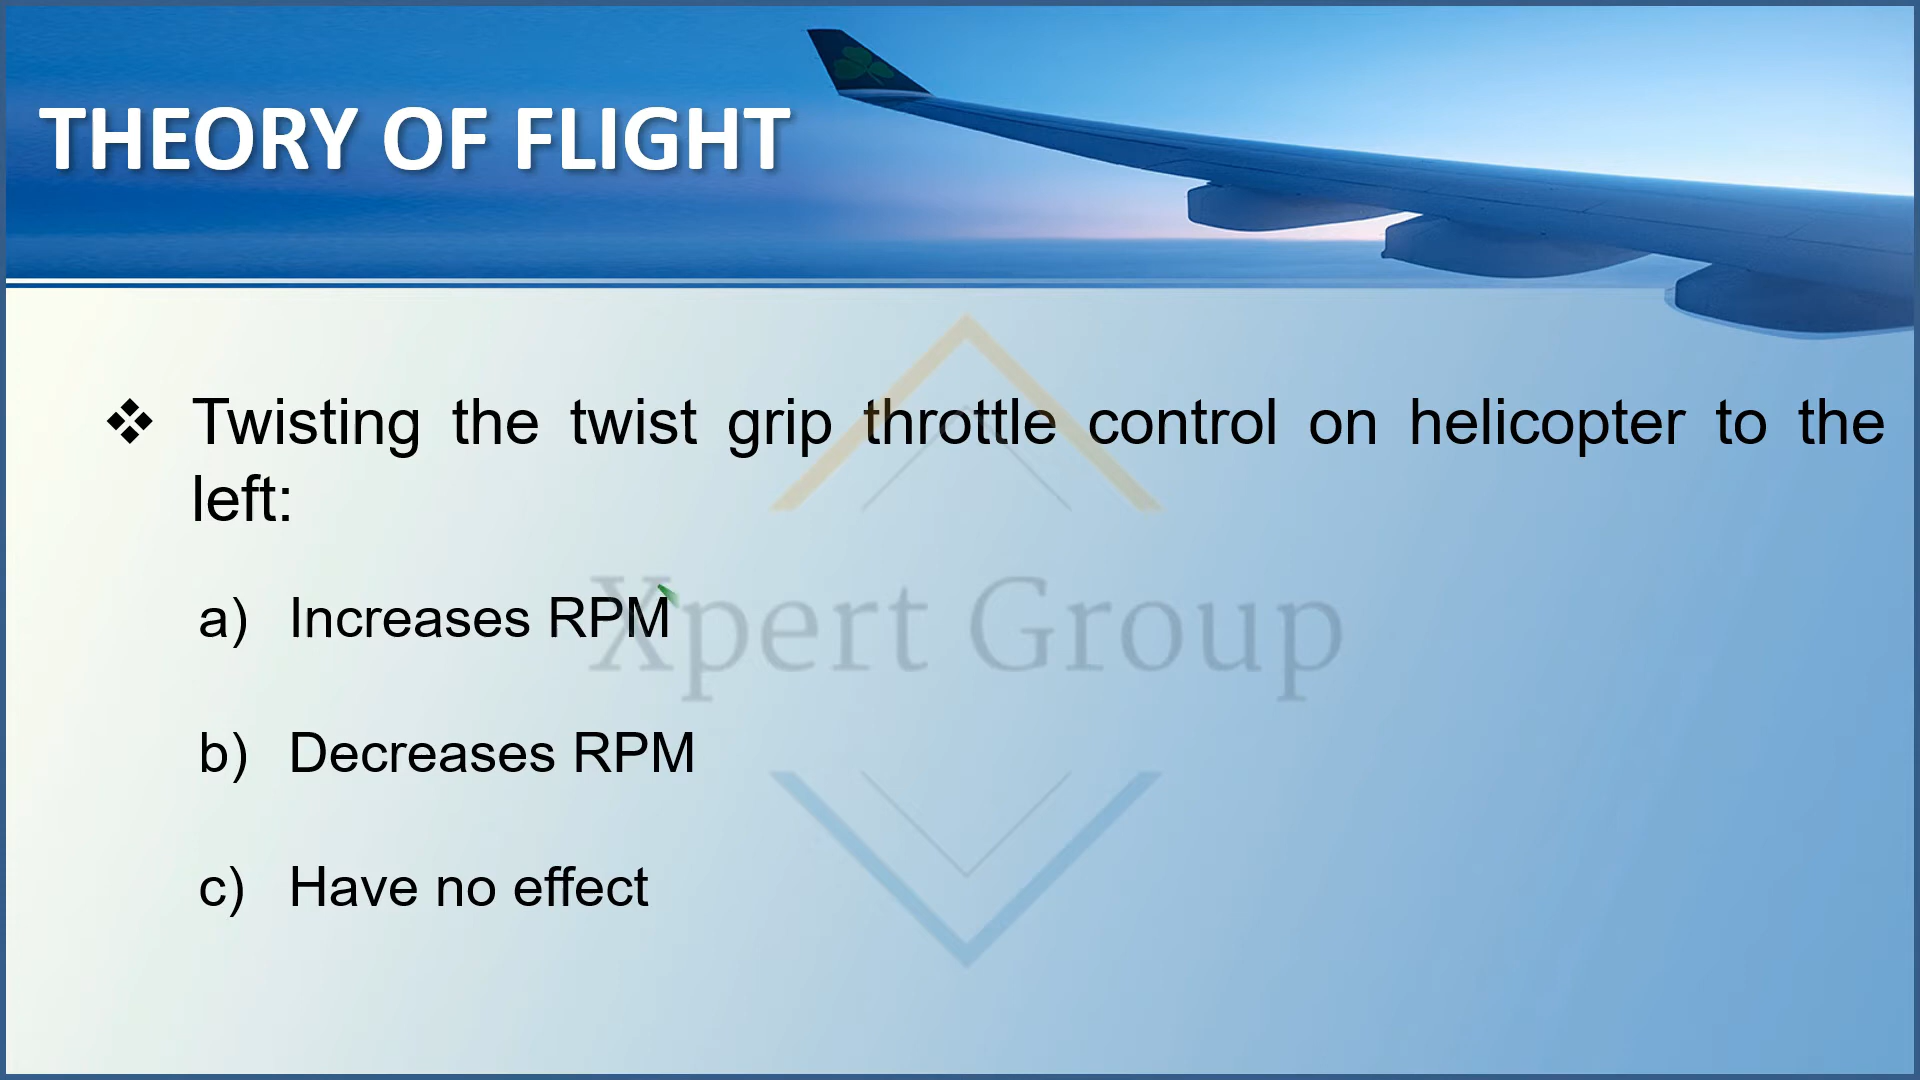 THEORY OF FLIGHT
❖ Twisting the twist grip throttle control on helicopter to the
left:
a) Increases RPM
Xpert Group
b) Decreases RPM
c) Have no effect